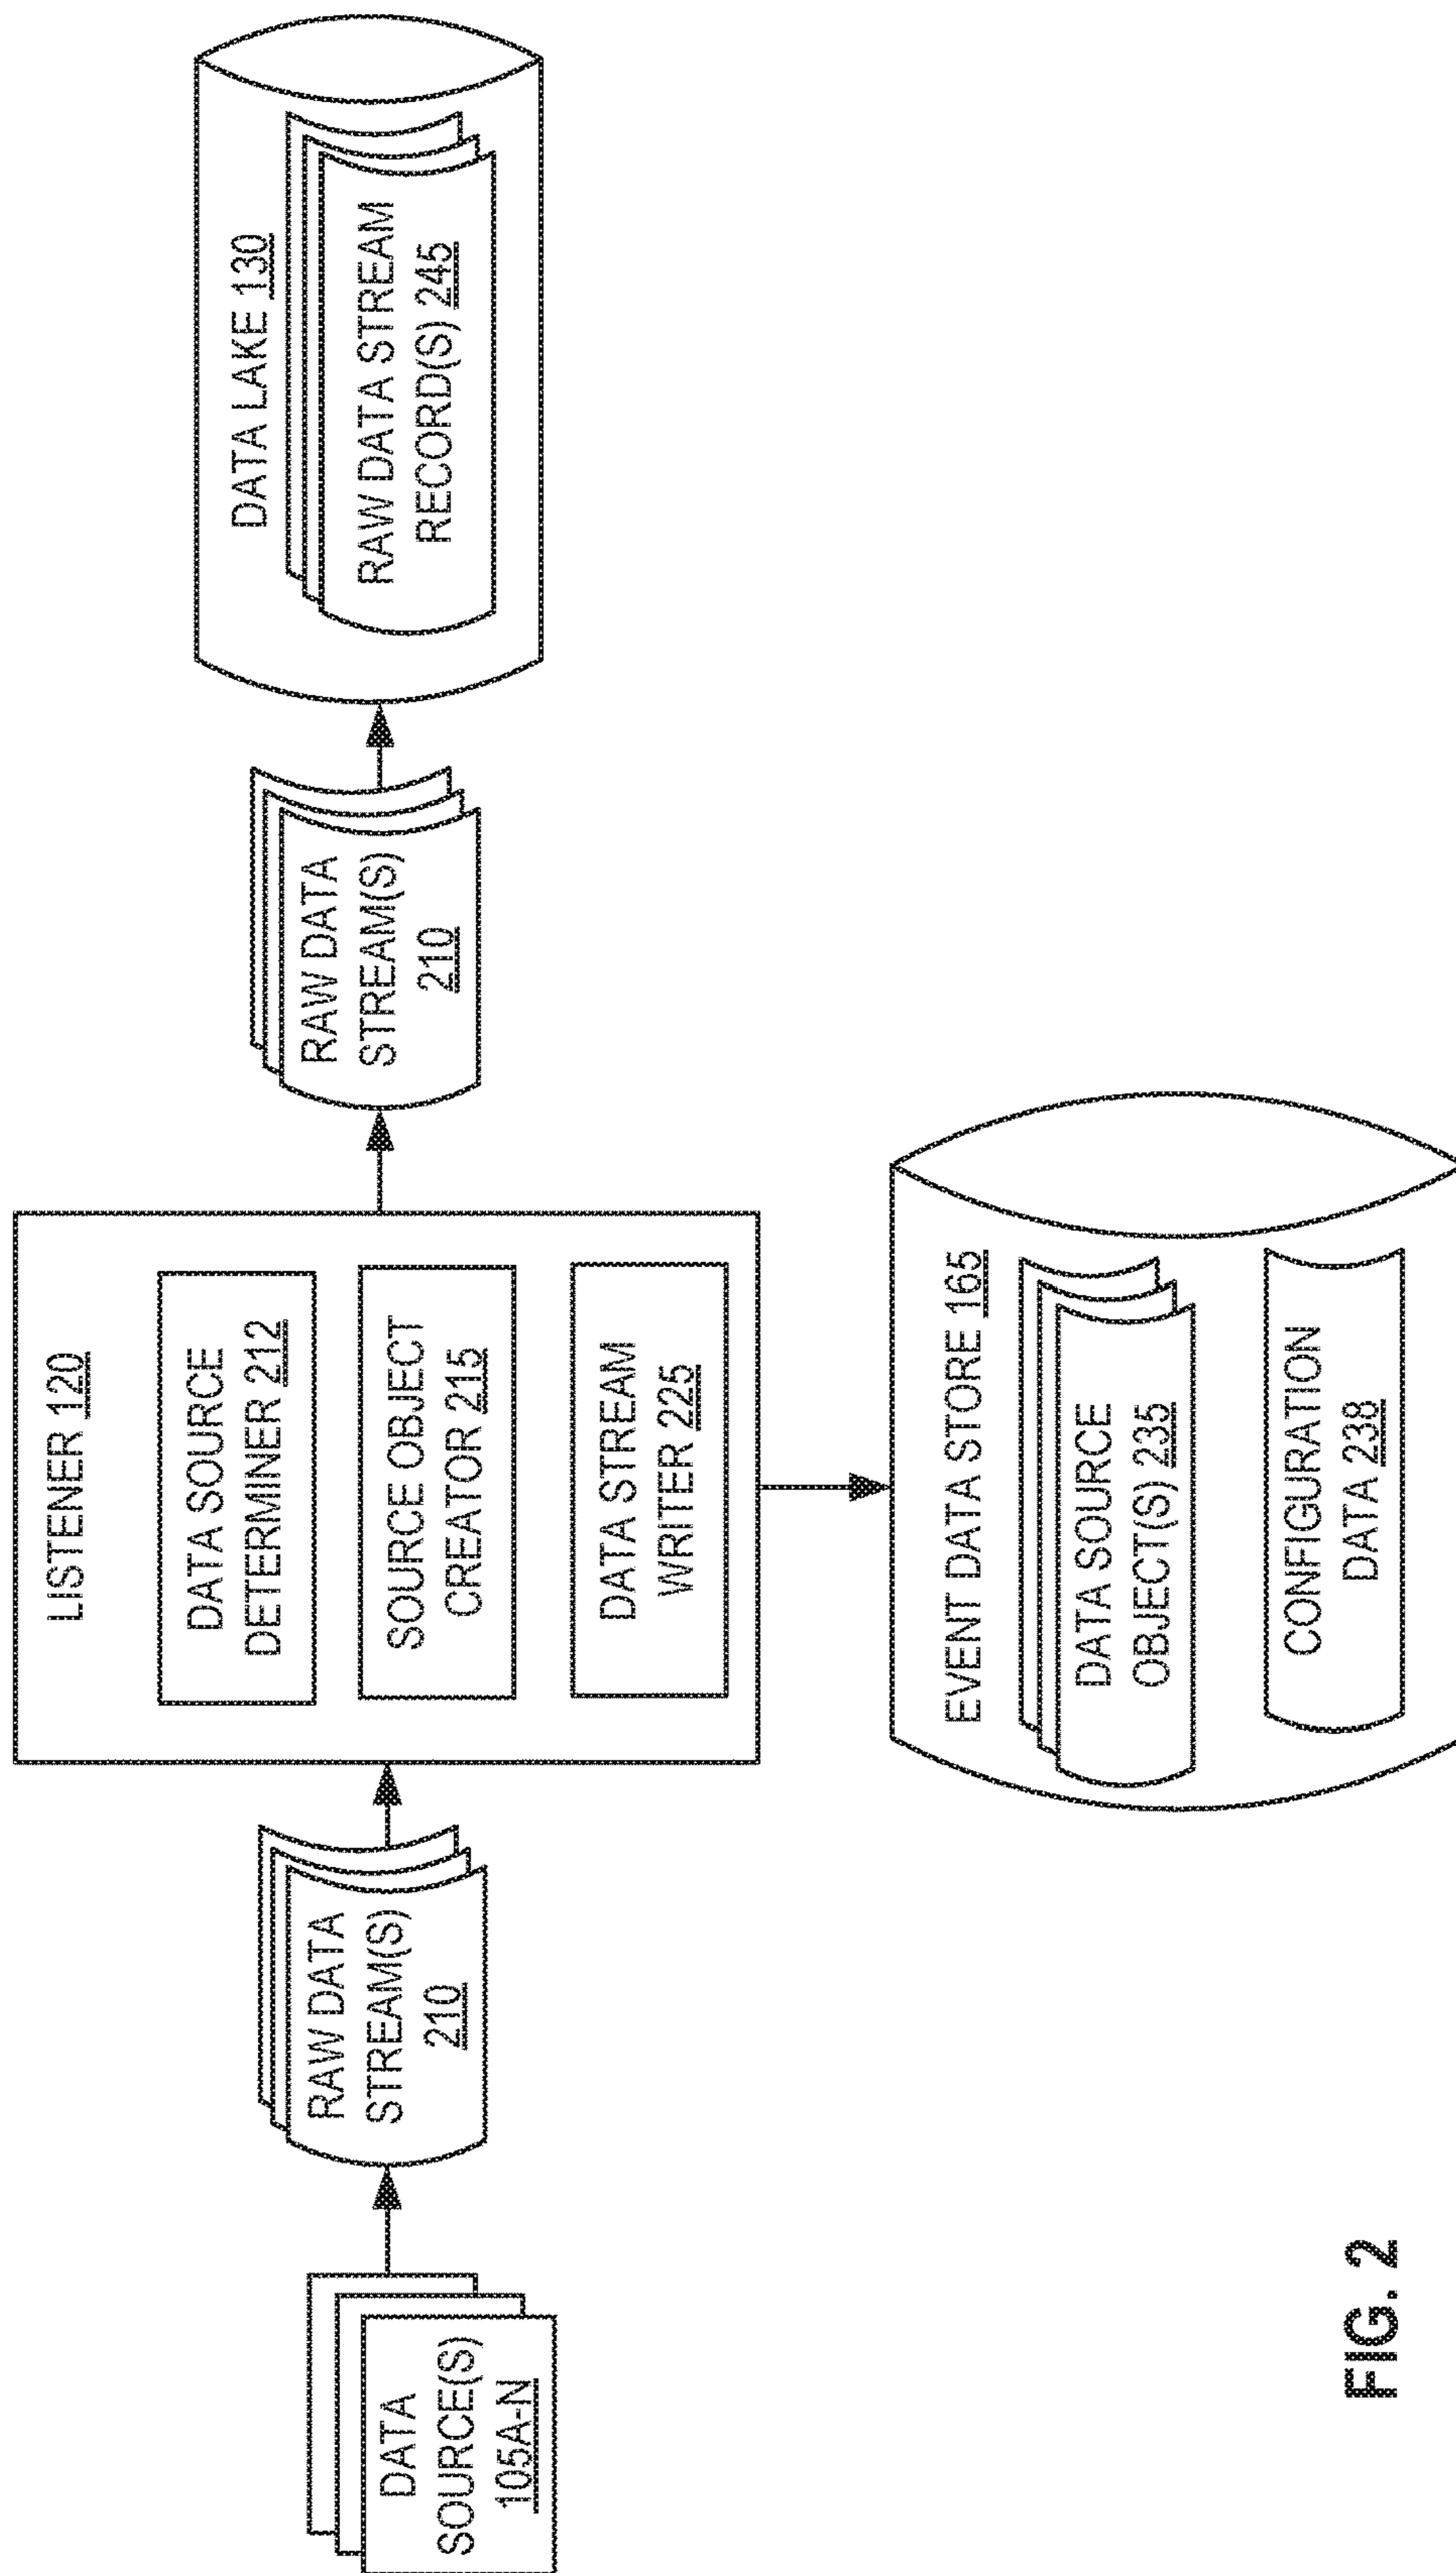 DATA
SOURCE(S)
105A-N
RAW DATA
STREAM(S)
210
LISTENER 120
DATA SOURCE
DETERMINER 212
SOURCE OBJECT
CREATOR 215
DATA STREAM
WRITER 225
RAW DATA
STREAM(S)
210
DATA LAKE 130
RAW DATA STREAM
RECORD(S) 245
EVENT DATA STORE 165
DATA SOURCE
OBJECT(S) 235
CONFIGURATION
DATA 238
FIG. 2